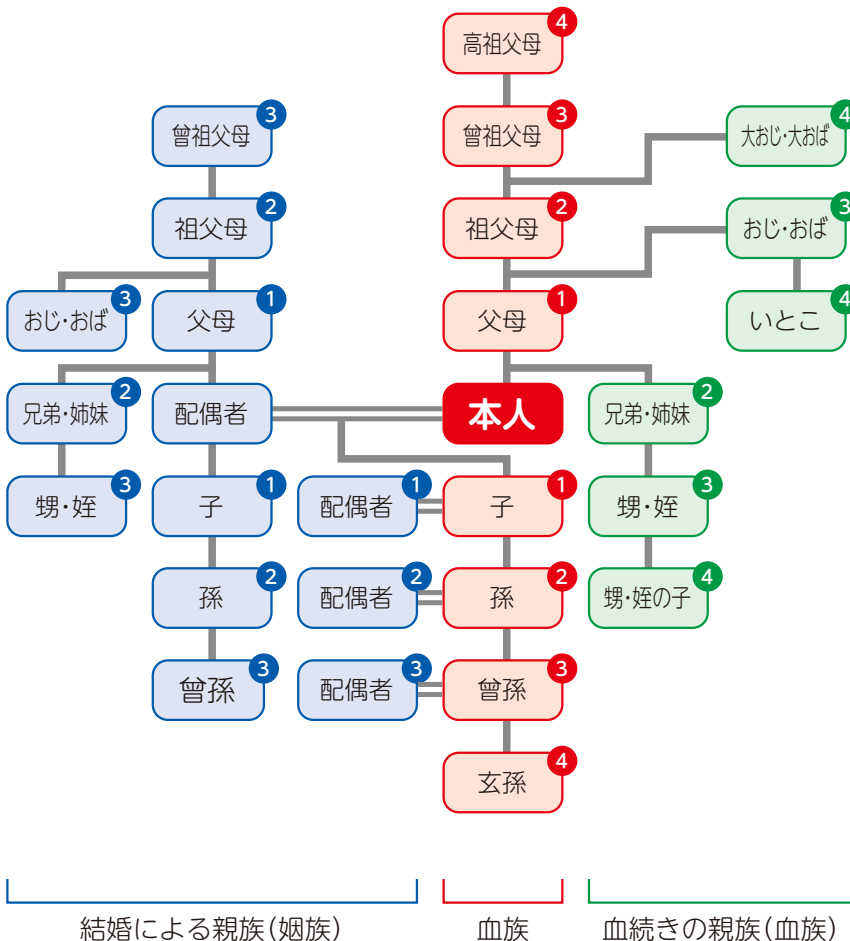 高祖父母 4
曾祖父母 3
曾祖父母 3
大おじ・大おば 4
祖父母 2
祖父母 2
おじ・おば 3
おじ・おば 3
父母 1
父母 1
いとこ 4
兄弟・姉妹 2
配偶者
本人
兄弟・姉妹 2
甥・姪 3
子 1
配偶者 1
子 1
甥・姪 3
孫 2
配偶者 2
孫 2
甥・姪の子 4
曾孫 3
配偶者 3
曾孫 3
玄孫 4
結婚による親族(姻族)
血族
血続きの親族(血族)